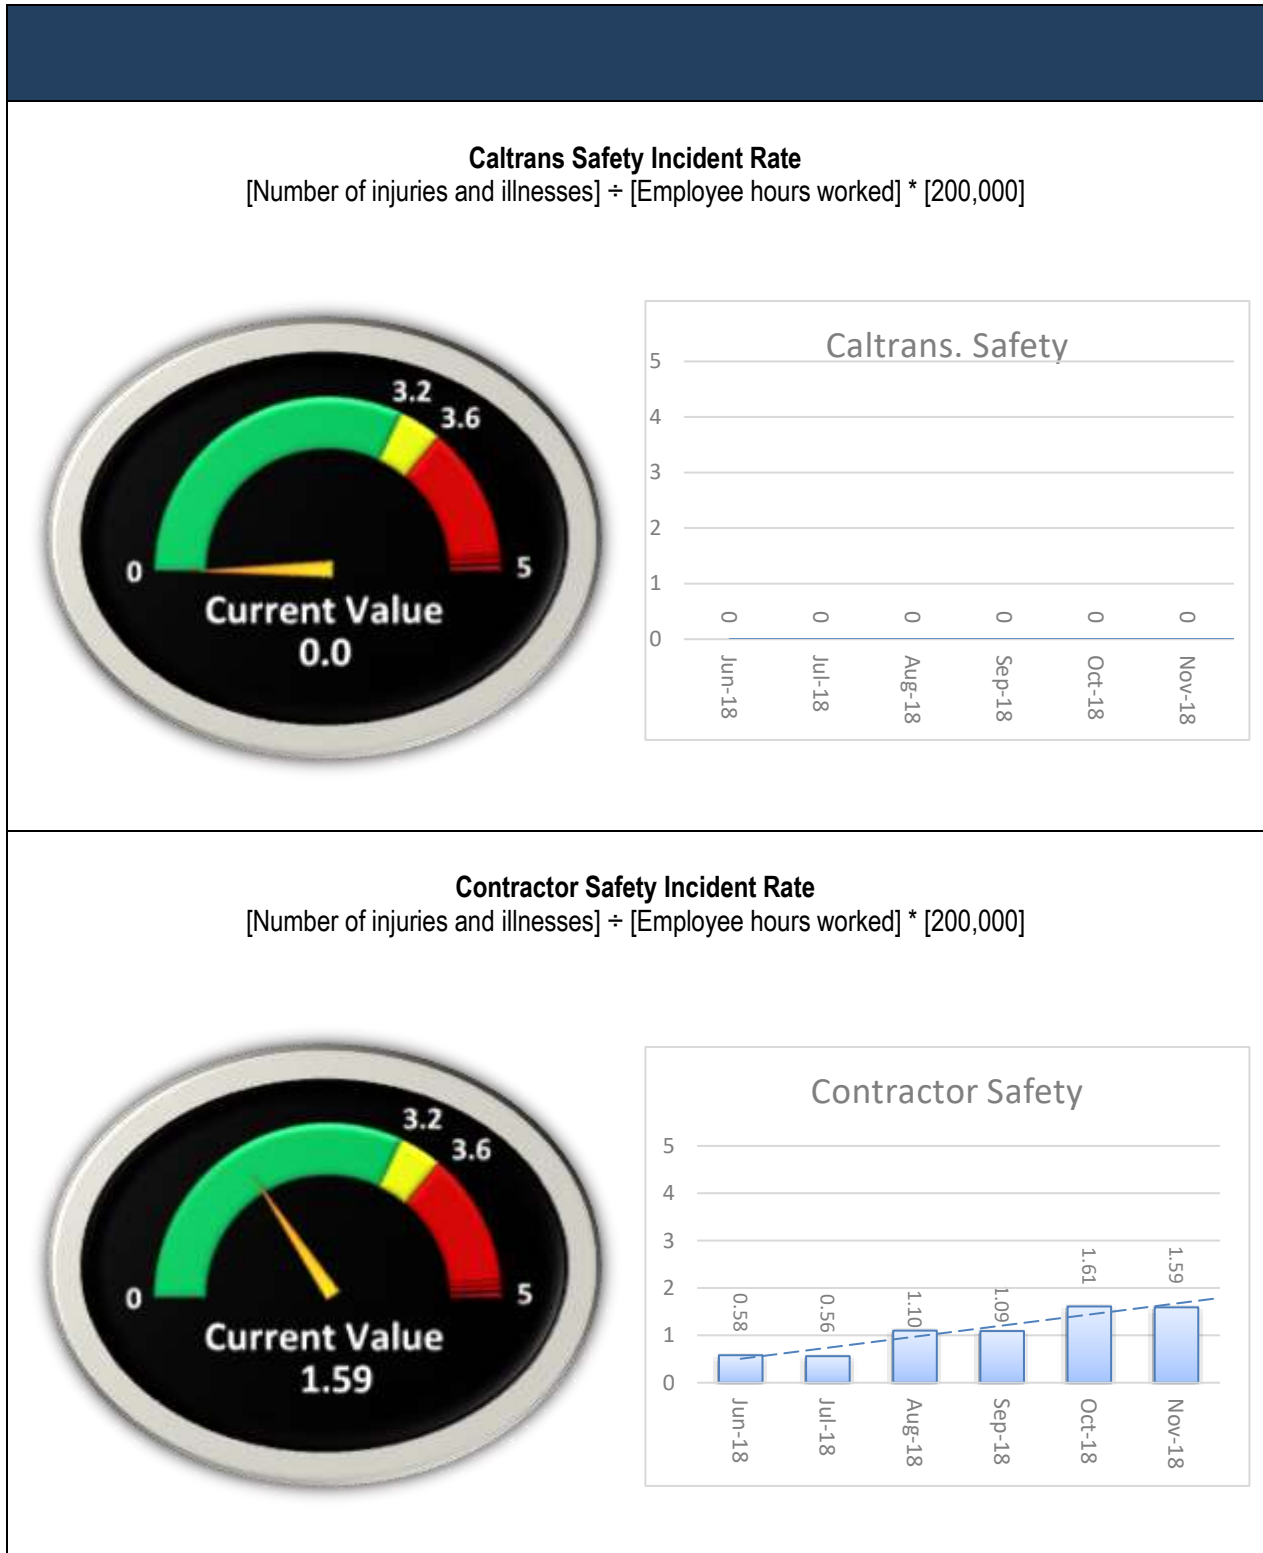 Caltrans Safety Incident Rate
[Number of injuries and illnesses] ÷ [Employee hours worked] * [200,000]
3.2
3.6
0
5
Current Value
0.0
Caltrans. Safety
5
4
3
2
1
0
0
0
0
0
0
0
Jun-18
Jul-18
Aug-18
Sep-18
Oct-18
Nov-18
Contractor Safety Incident Rate
[Number of injuries and illnesses] ÷ [Employee hours worked] * [200,000]
3.2
3.6
0
5
Current Value
1.59
Contractor Safety
5
4
3
2
1
0
0.58
0.56
1.10
1.09
1.61
1.59
Jun-18
Jul-18
Aug-18
Sep-18
Oct-18
Nov-18